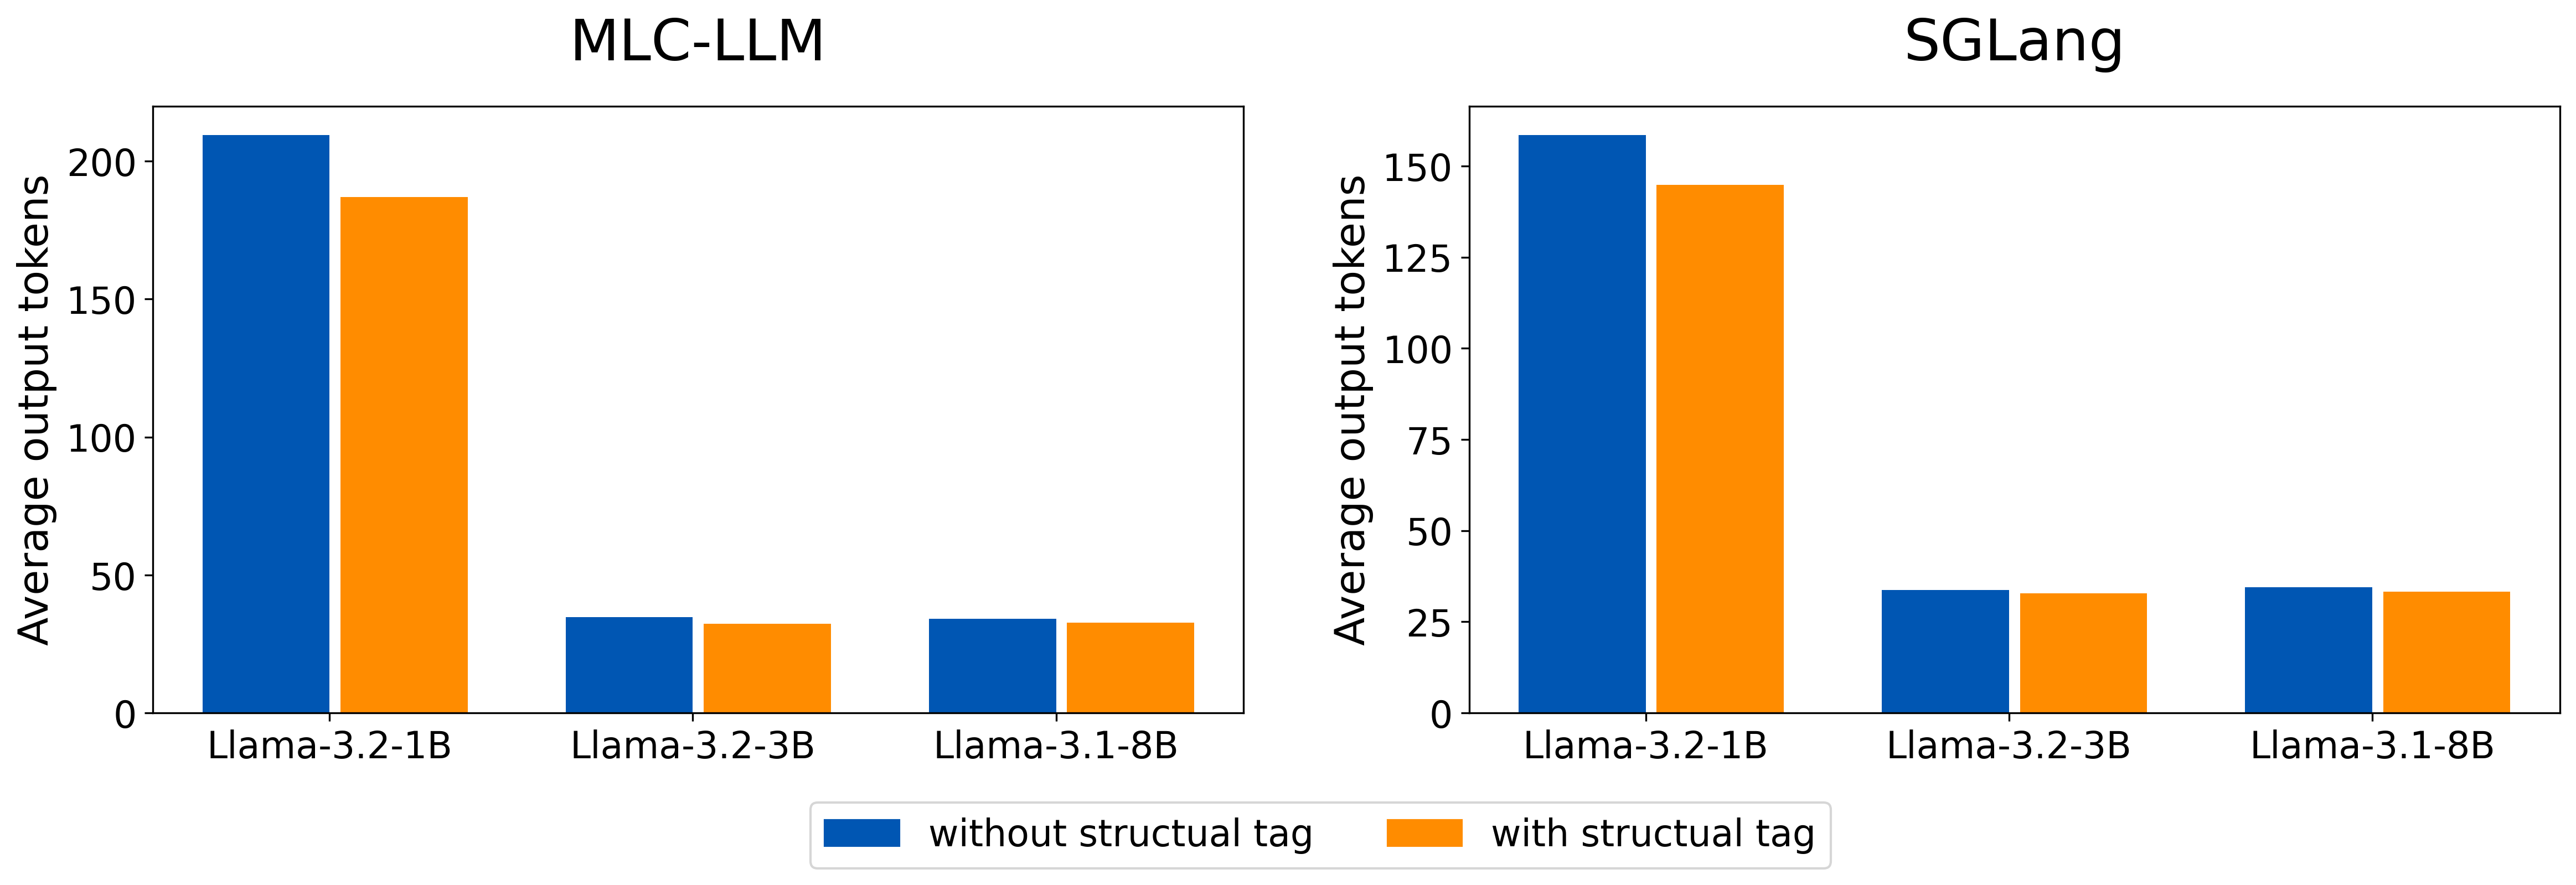 MLC-LLM
Average output tokens
200
150
100
50
0
Llama-3.2-1B
Llama-3.2-3B
Llama-3.1-8B
SGLang
Average output tokens
150
125
100
75
50
25
0
Llama-3.2-1B
Llama-3.2-3B
Llama-3.1-8B
without structual tag
with structual tag